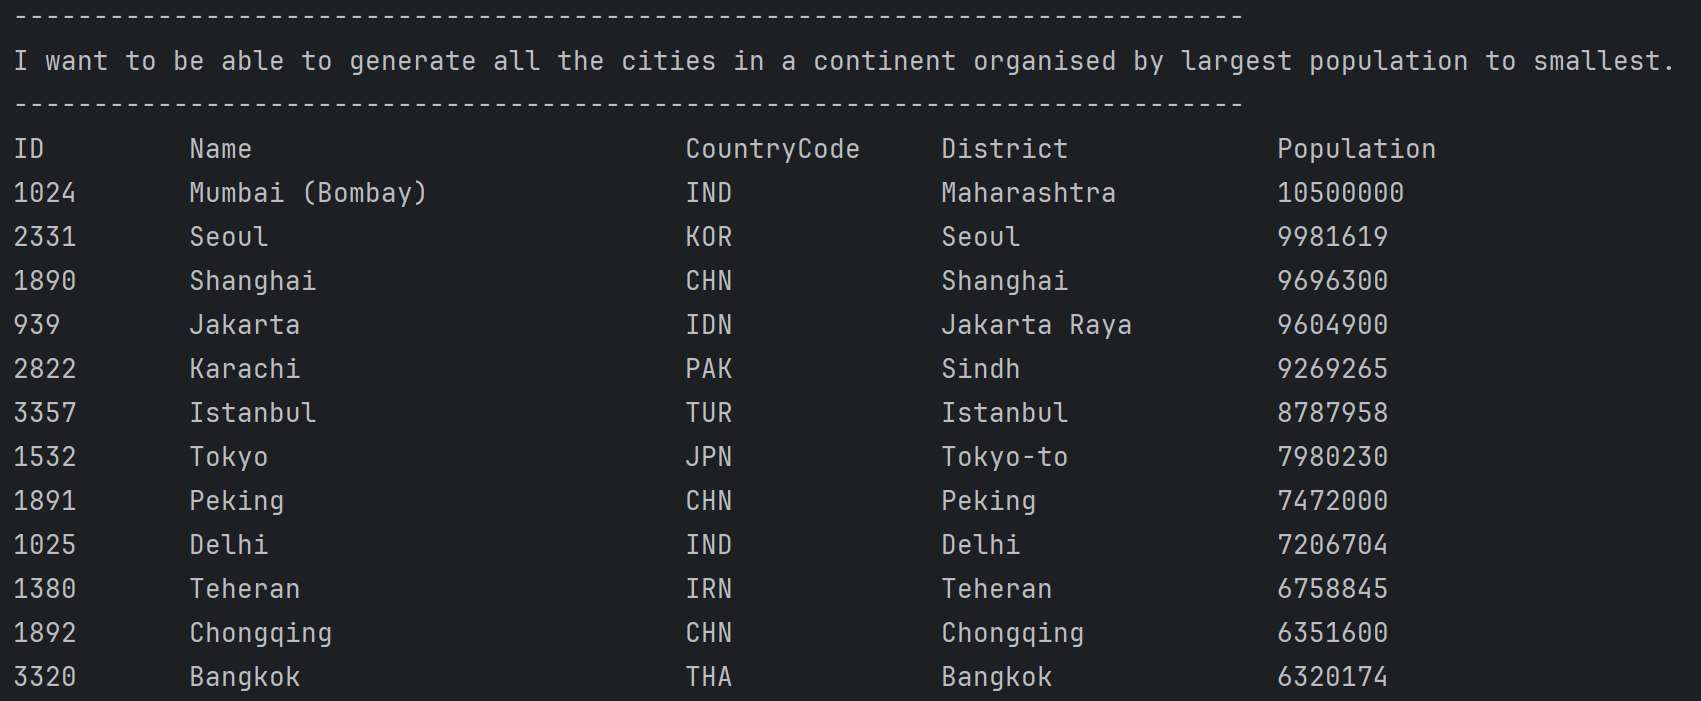 -----------------------------------------------------------------------------
I want to be able to generate all the cities in a continent organised by largest population to smallest.
-----------------------------------------------------------------------------
ID Name CountryCode District Population
1024 Mumbai (Bombay) IND Maharashtra 10500000
2331 Seoul KOR Seoul 9981619
1890 Shanghai CHN Shanghai 9696300
939 Jakarta IDN Jakarta Raya 9604900
2822 Karachi PAK Sindh 9269265
3357 Istanbul TUR Istanbul 8787958
1532 Tokyo JPN Tokyo-to 7980230
1891 Peking CHN Peking 7472000
1025 Delhi IND Delhi 7206704
1380 Teheran IRN Teheran 6758845
1892 Chongqing CHN Chongqing 6351600
3320 Bangkok THA Bangkok 6320174